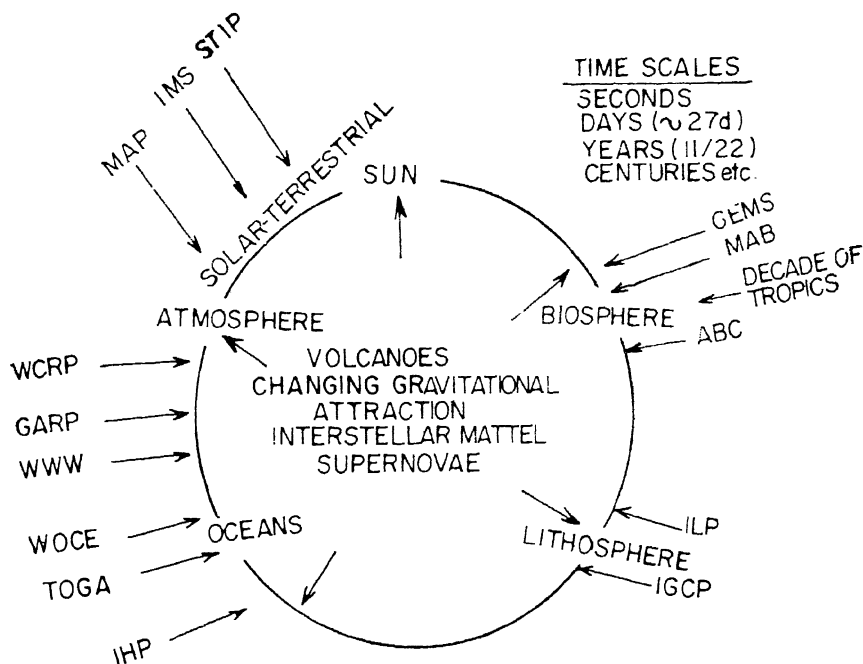 IMS STIP
MAP
SOLAR-TERRESTRIAL
SUN
TIME SCALES
SECONDS
DAYS (~27d)
YEARS (11/22)
CENTURIES etc.
GEMS
MAB
DECADE OF
TROPICS
ABC
ATMOSPHERE
BIOSPHERE
VOLCANOES
CHANGING GRAVITATIONAL
ATTRACTION
INTERSTELLAR MATTEL
SUPERNOVAE
WCRP
GARP
WWW
WOCE
TOGA
IHP
OCEANS
LITHOSPHERE
ILP
IGCP